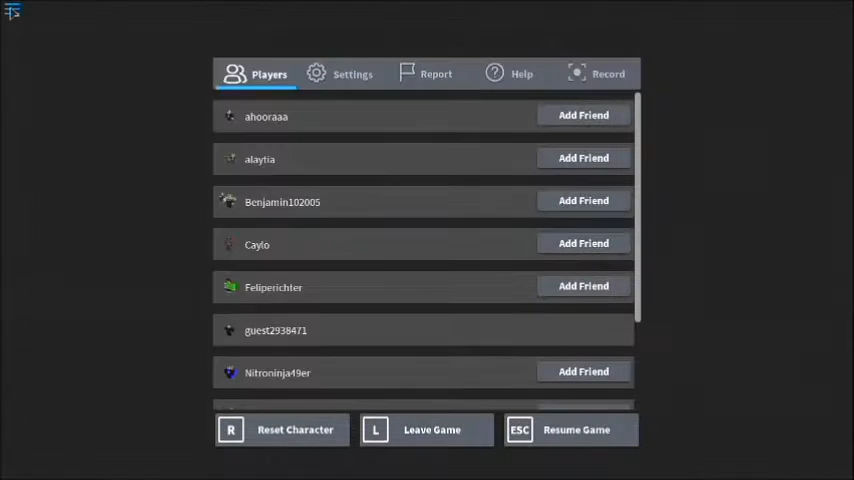 Players Settings Report Help Record
ahooraaa Add Friend
alaytia Add Friend
Benjamin102005 Add Friend
Caylo Add Friend
Feliperichter Add Friend
guest2938471
Nitroninja49er Add Friend
R Reset Character L Leave Game ESC Resume Game